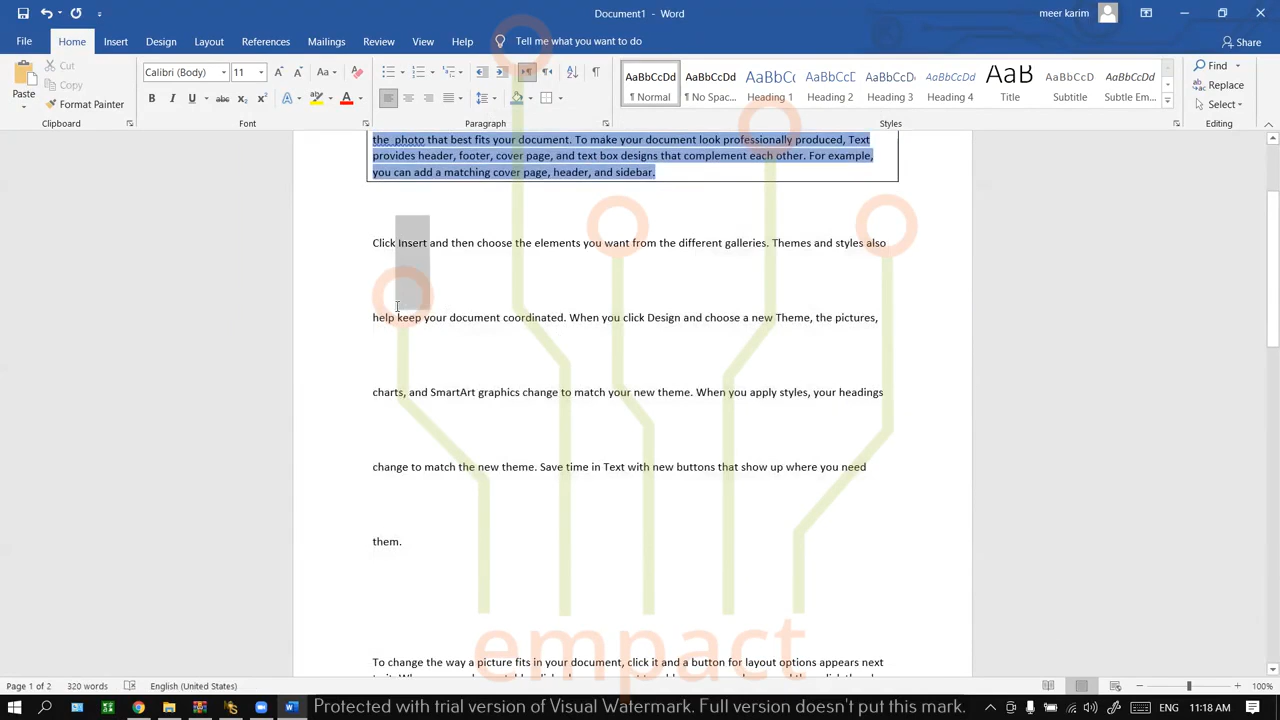 Document1 - Word
meer karim
File Home Insert Design Layout References Mailings Review View Help Tell me what you want to do Share
Paste
Cut
Copy
Format Painter
Calibri (Body) 11
Clipboard Font Paragraph Styles Editing
AaBbCcDd AaBbCcDd AaBbC( AaBbCcD AaBbCcD AaBbCcDd AaB AaBbCcD AaBbCcDd
¶ Normal ¶ No Spac... Heading 1 Heading 2 Heading 3 Heading 4 Title Subtitle Subtle Em...
Find
Replace
Select
the photo that best fits your document. To make your document look professionally produced, Text
provides header, footer, cover page, and text box designs that complement each other. For example,
you can add a matching cover page, header, and sidebar.
Click Insert and then choose the elements you want from the different galleries. Themes and styles also
help keep your document coordinated. When you click Design and choose a new Theme, the pictures,
charts, and SmartArt graphics change to match your new theme. When you apply styles, your headings
change to match the new theme. Save time in Text with new buttons that show up where you need
them.
empact
To change the way a picture fits in your document, click it and a button for layout options appears next
Page 1 of 2 320 words English (United States) 100%
Protected with trial version of Visual Watermark. Full version doesn't put this mark.
11:18 AM